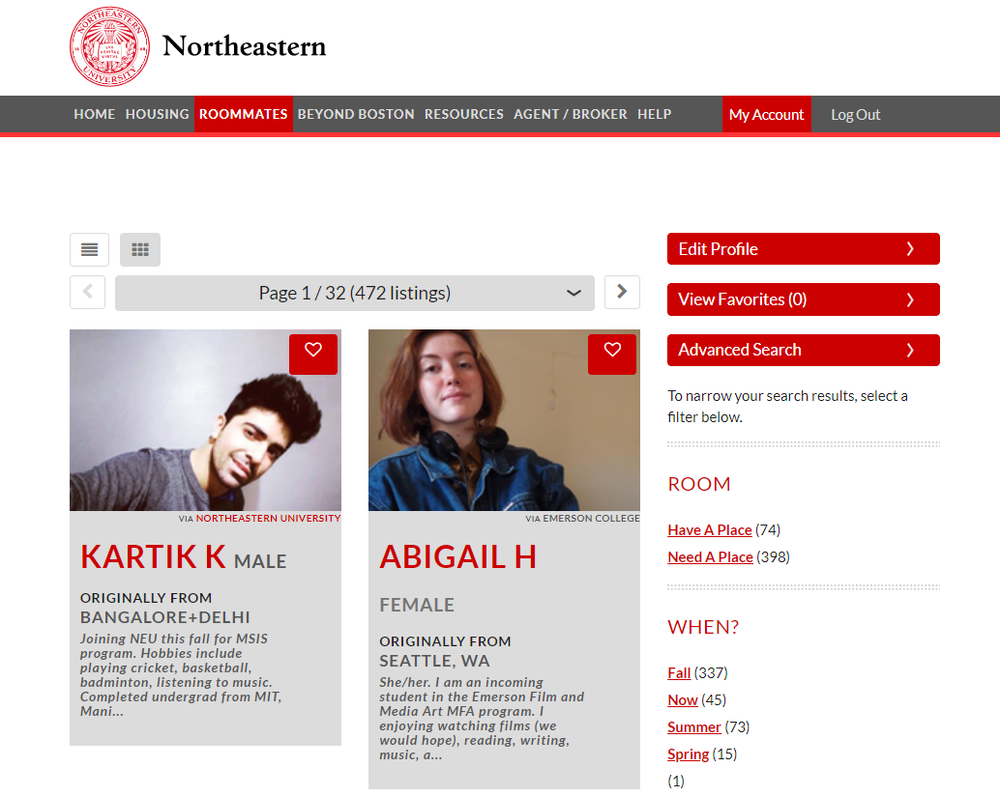 NORTHEASTERN
UNIVERSITY
LUX
VERITAS
VIRTUS
Northeastern
HOME HOUSING ROOMMATES BEYOND BOSTON RESOURCES AGENT / BROKER HELP My Account Log Out
Page 1 / 32 (472 listings)
VIA NORTHEASTERN UNIVERSITY
KARTIK K MALE
ORIGINALLY FROM
BANGALORE+DELHI
Joining NEU this fall for MSIS
program. Hobbies include
playing cricket, basketball,
badminton, listening to music.
Completed undergrad from MIT,
Mani...
VIA EMERSON COLLEGE
ABIGAIL H
FEMALE
ORIGINALLY FROM
SEATTLE, WA
She/her. I am an incoming
student in the Emerson Film and
Media Art MFA program. I
enjoying watching films (we
would hope), reading, writing,
music, a...
Edit Profile
View Favorites (0)
Advanced Search
To narrow your search results, select a
filter below.
ROOM
Have A Place (74)
Need A Place (398)
WHEN?
Fall (337)
Now (45)
Summer (73)
Spring (15)
(1)